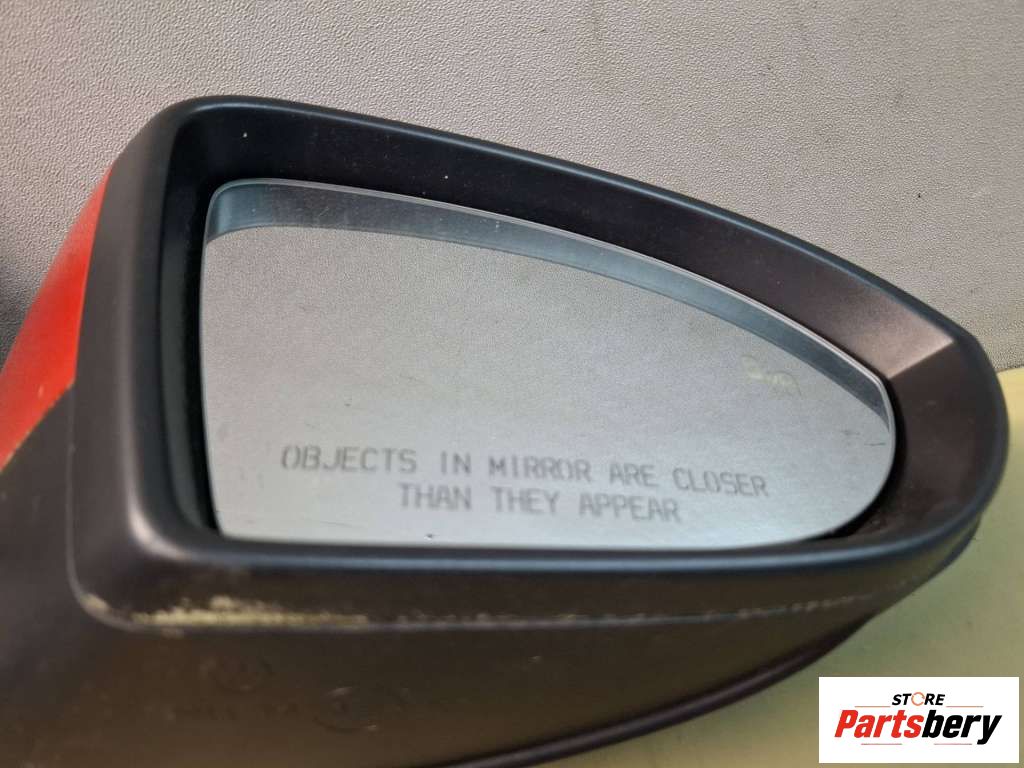 OBJECTS IN MIRROR ARE CLOSER
THAN THEY APPEAR
STORE
Partsbery